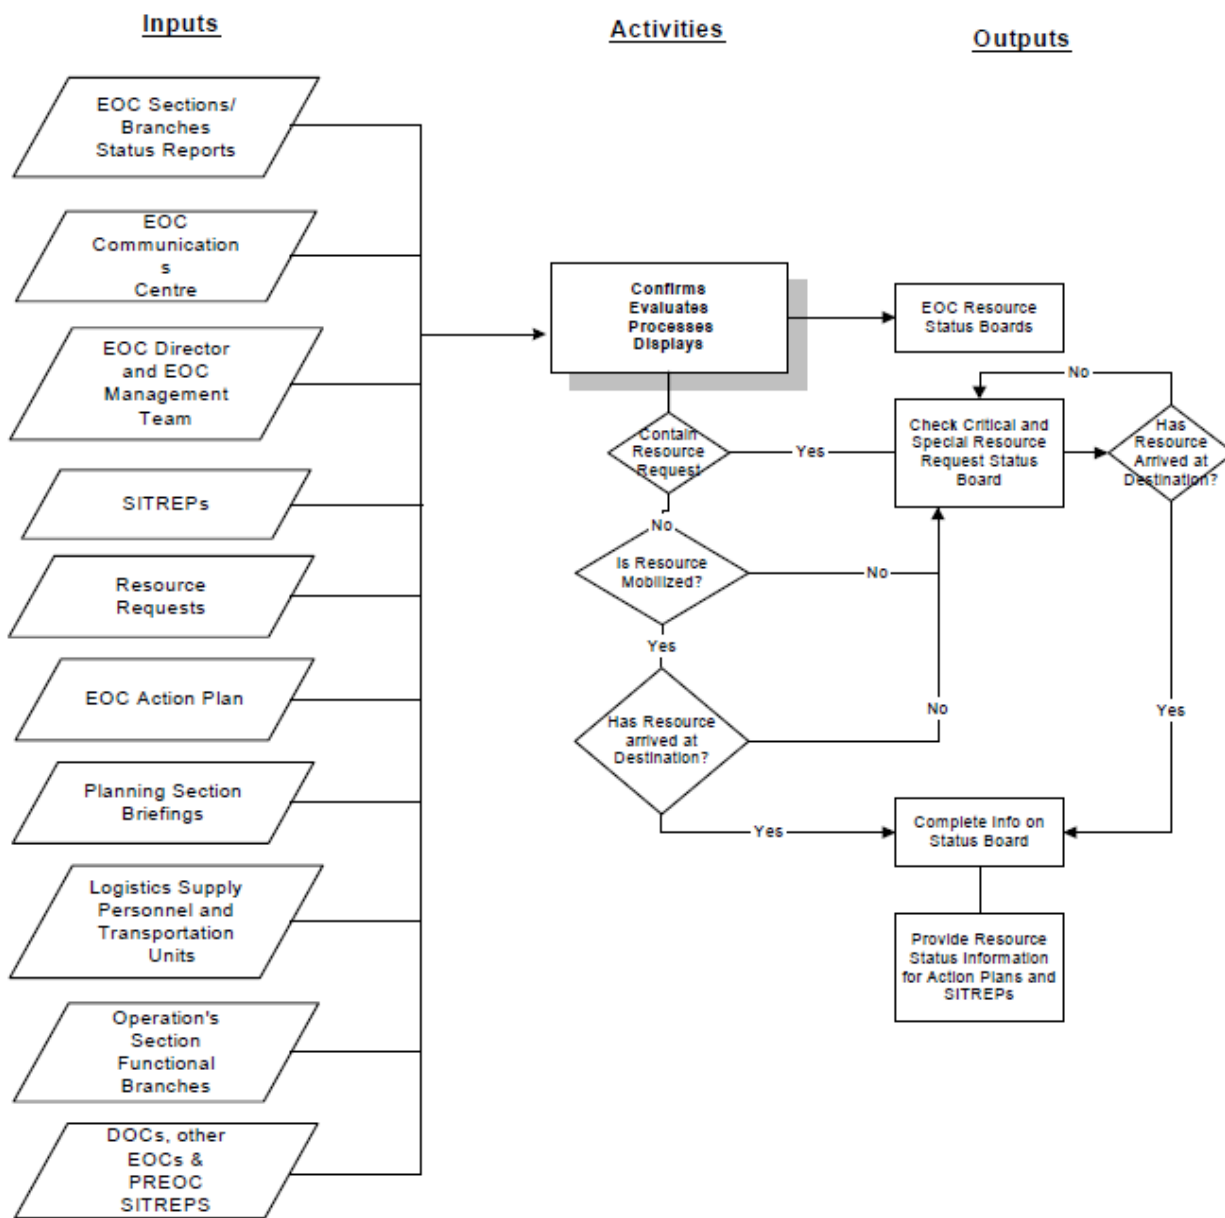 Inputs
Activities
Outputs
EOC Sections/
Branches
Status Reports
EOC
Communication
s
Centre
EOC Director
and EOC
Management
Team
SITREPs
Resource
Requests
EOC Action Plan
Planning Section
Briefings
Logistics Supply
Personnel and
Transportation
Units
Operation's
Section
Functional
Branches
DOCs, other
EOCs &
PREOC
SITREPS
Confirms
Evaluates
Processes
Displays
Contain
Resource
Request
Yes
No
Is Resource
Mobilized?
No
Yes
Has Resource
arrived at
Destination?
No
Yes
EOC Resource
Status Boards
No
Check Critical and
Special Resource
Request Status
Board
Has
Resource
Arrived at
Destination?
Yes
Complete Info on
Status Board
Provide Resource
Status Information
for Action Plans and
SITREPs